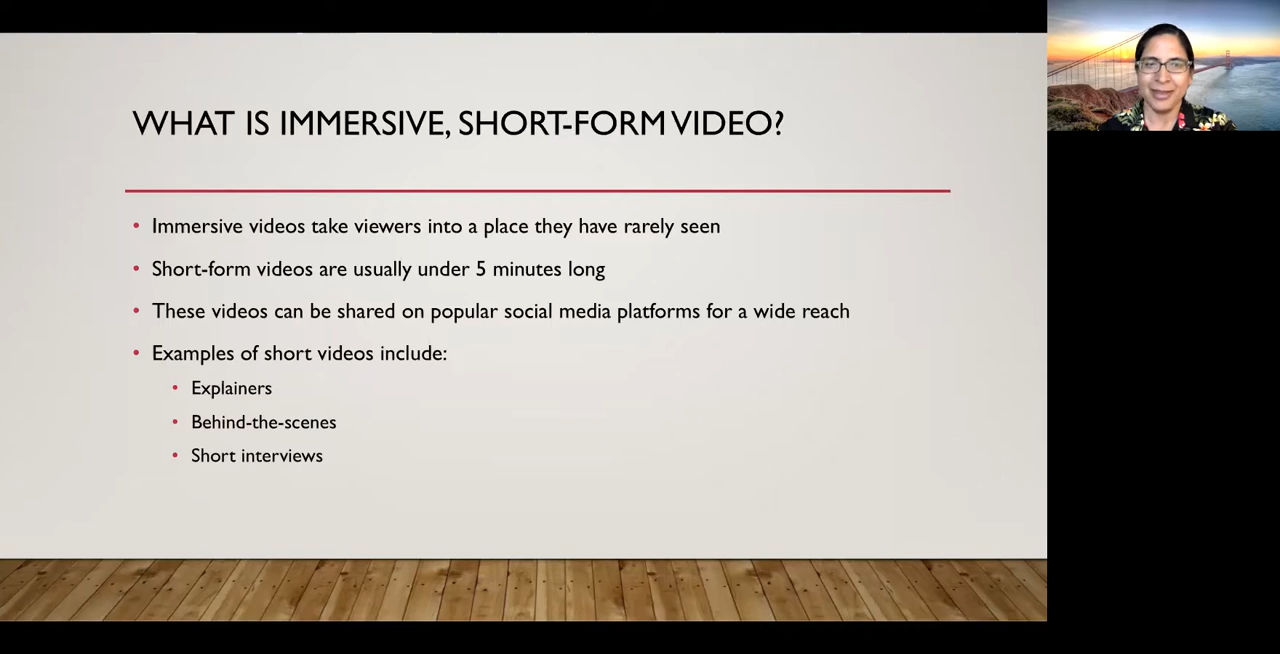 WHAT IS IMMERSIVE, SHORT-FORM VIDEO?
• Immersive videos take viewers into a place they have rarely seen
• Short-form videos are usually under 5 minutes long
• These videos can be shared on popular social media platforms for a wide reach
• Examples of short videos include:
• Explainers
• Behind-the-scenes
• Short interviews